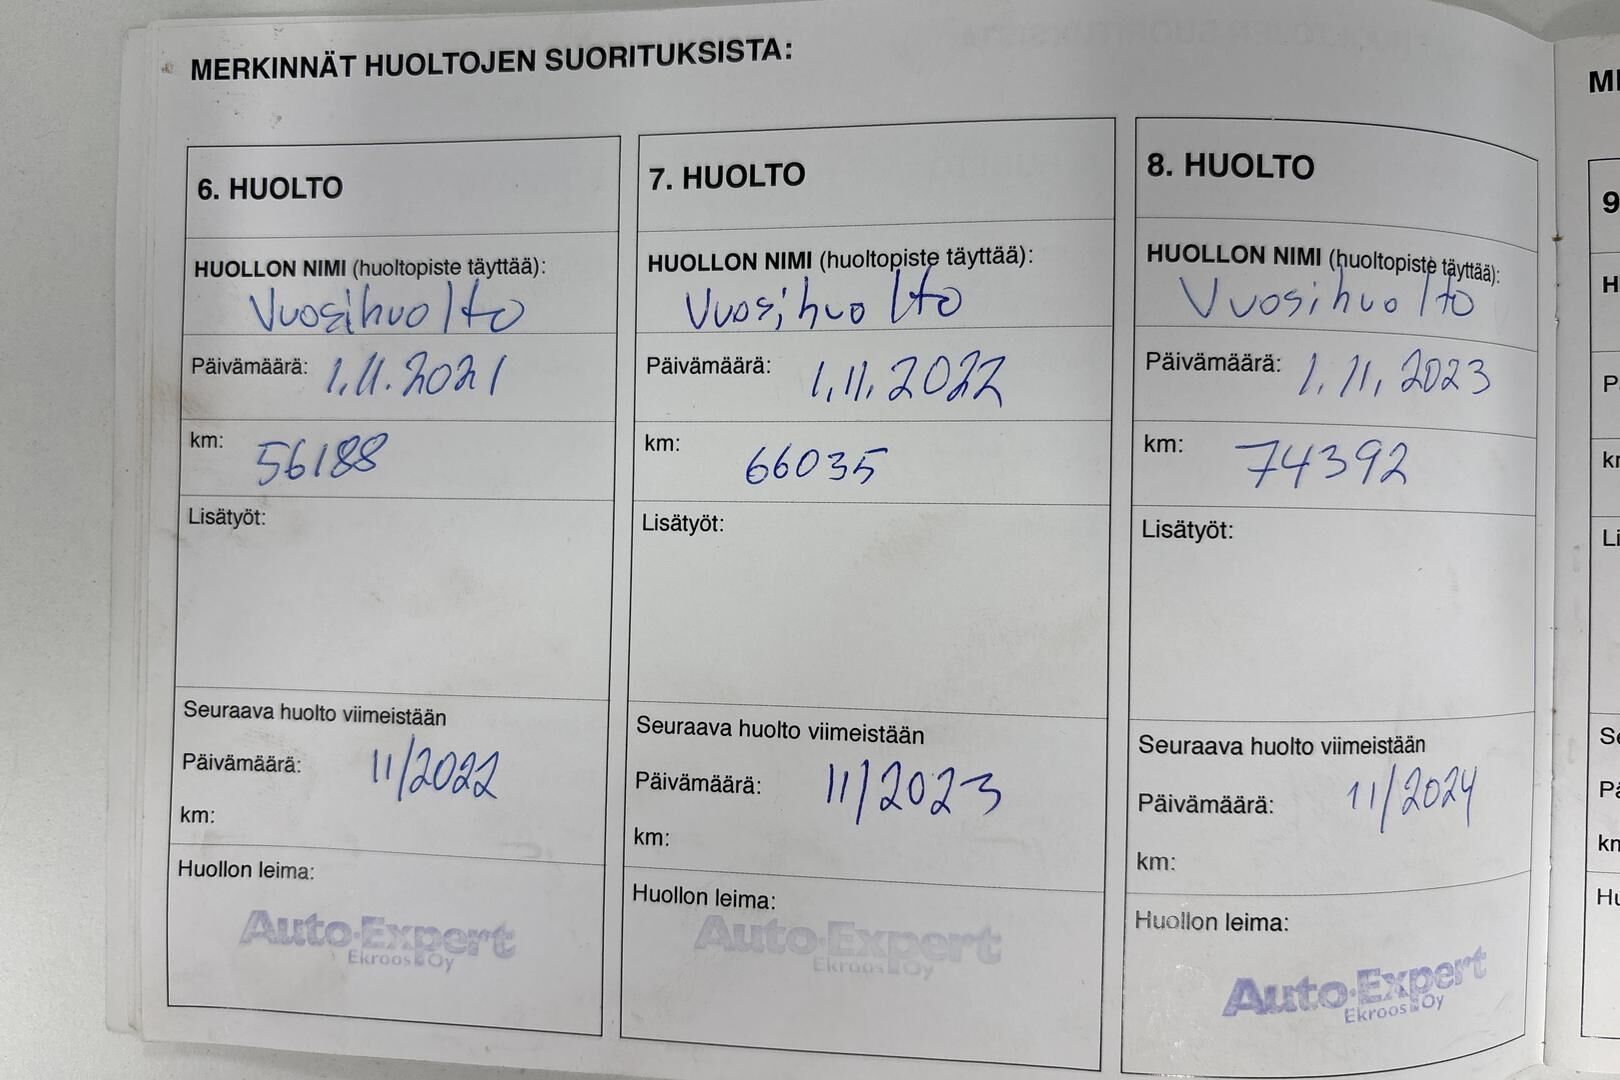 MERKINNÄT HUOLTOJEN SUORITUKSISTA:
6. HUOLTO
HUOLLON NIMI (huoltopiste täyttää):
Vuosihuolto
Päivämäärä: 1.11.2021
km: 56188
Lisätyöt:
Seuraava huolto viimeistään
Päivämäärä: 11/2022
km:
Huollon leima:
Auto-Expert
Ekroos Oy
7. HUOLTO
HUOLLON NIMI (huoltopiste täyttää):
Vuosihuolto
Päivämäärä: 1.11.2022
km: 66035
Lisätyöt:
Seuraava huolto viimeistään
Päivämäärä: 11/2023
km:
Huollon leima:
Auto-Expert
Ekroos Oy
8. HUOLTO
HUOLLON NIMI (huoltopiste täyttää):
Vuosihuolto
Päivämäärä: 1.11.2023
km: 74392
Lisätyöt:
Seuraava huolto viimeistään
Päivämäärä: 11/2024
km:
Huollon leima:
Auto-Expert
Ekroos Oy
9